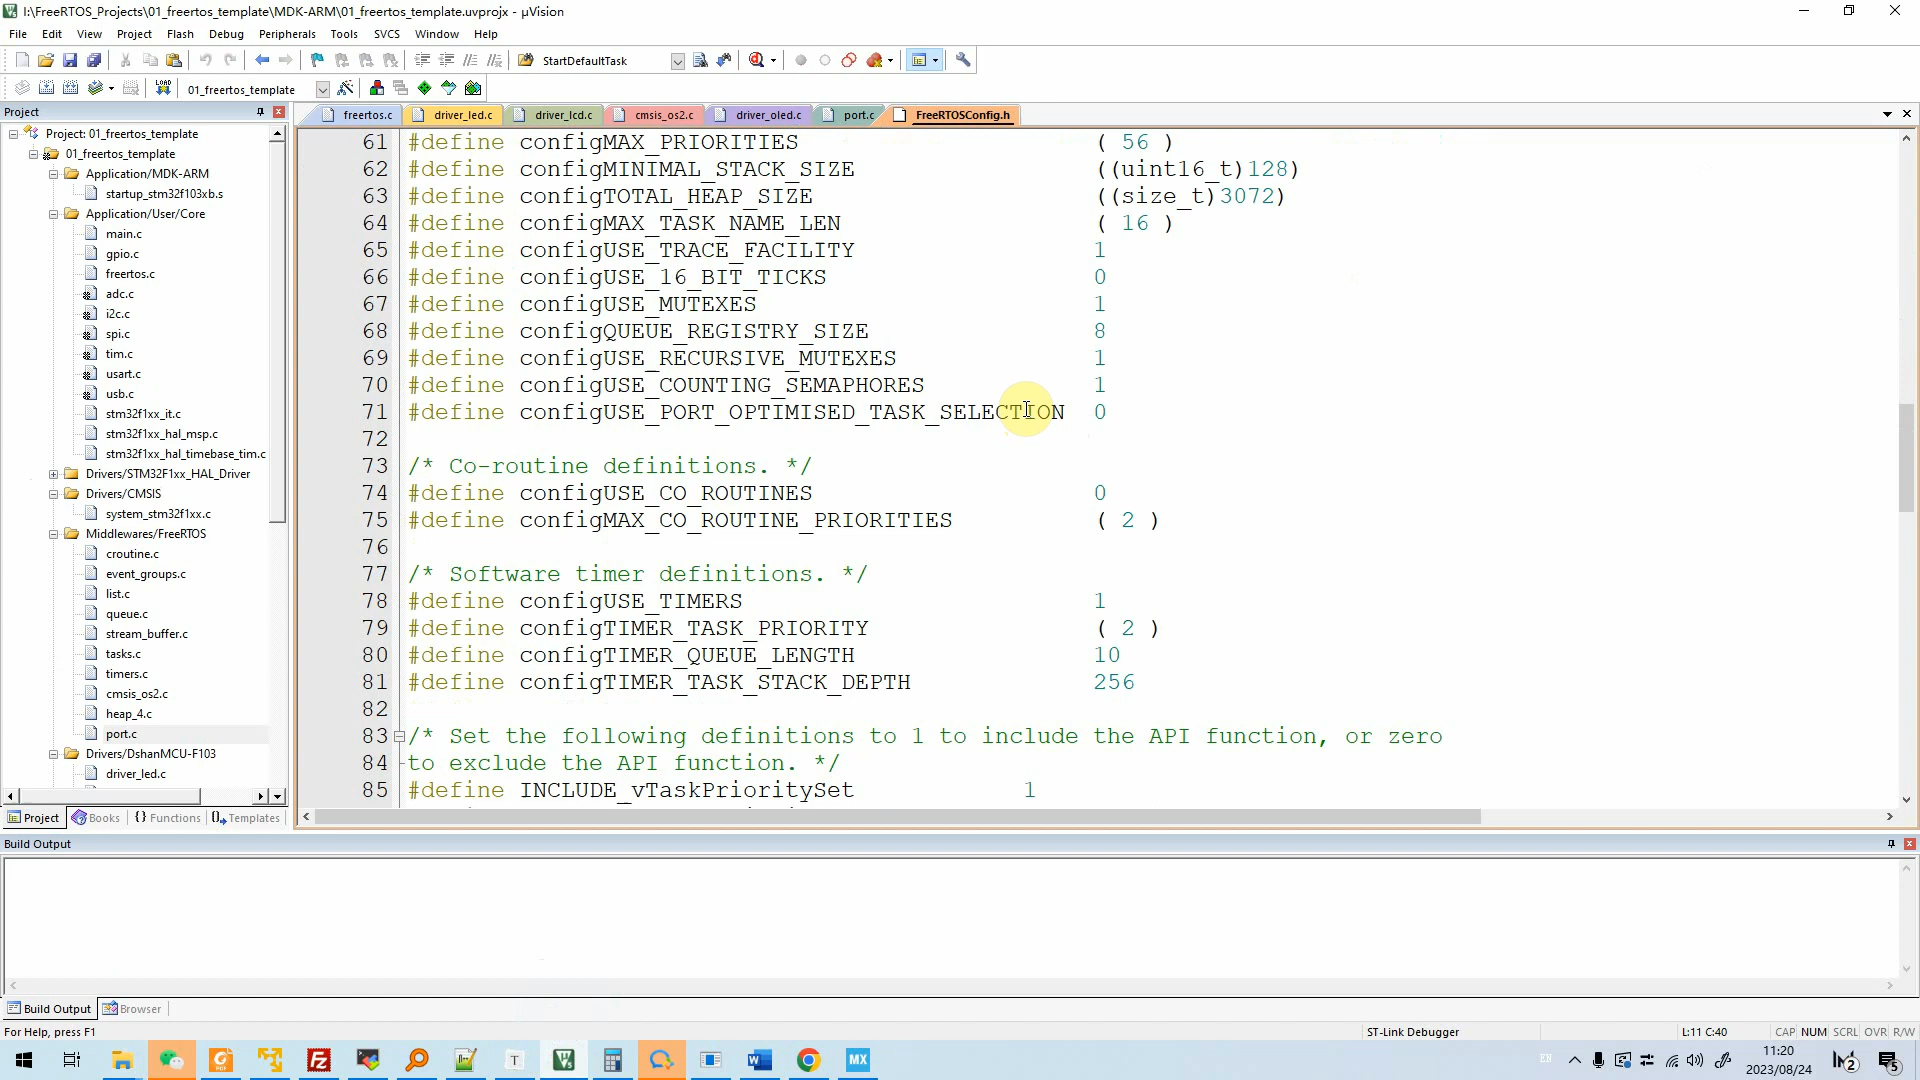 I:\FreeRTOS_Projects\01_freertos_template\MDK-ARM\01_freertos_template.uvprojx - µVision
File Edit View Project Flash Debug Peripherals Tools SVCS Window Help
StartDefaultTask
LOAD 01_freertos_template
Project
freertos.c driver_led.c driver_lcd.c cmsis_os2.c driver_oled.c port.c FreeRTOSConfig.h
Project: 01_freertos_template
01_freertos_template
Application/MDK-ARM
startup_stm32f103xb.s
Application/User/Core
main.c
gpio.c
freertos.c
adc.c
i2c.c
spi.c
tim.c
usart.c
usb.c
stm32f1xx_it.c
stm32f1xx_hal_msp.c
stm32f1xx_hal_timebase_tim.c
Drivers/STM32F1xx_HAL_Driver
Drivers/CMSIS
system_stm32f1xx.c
Middlewares/FreeRTOS
croutine.c
event_groups.c
list.c
queue.c
stream_buffer.c
tasks.c
timers.c
cmsis_os2.c
heap_4.c
port.c
Drivers/DshanMCU-F103
driver_led.c
61 #define configMAX_PRIORITIES ( 56 )
62 #define configMINIMAL_STACK_SIZE ((uint16_t)128)
63 #define configTOTAL_HEAP_SIZE ((size_t)3072)
64 #define configMAX_TASK_NAME_LEN ( 16 )
65 #define configUSE_TRACE_FACILITY 1
66 #define configUSE_16_BIT_TICKS 0
67 #define configUSE_MUTEXES 1
68 #define configQUEUE_REGISTRY_SIZE 8
69 #define configUSE_RECURSIVE_MUTEXES 1
70 #define configUSE_COUNTING_SEMAPHORES 1
71 #define configUSE_PORT_OPTIMISED_TASK_SELECTION 0
72
73 /* Co-routine definitions. */
74 #define configUSE_CO_ROUTINES 0
75 #define configMAX_CO_ROUTINE_PRIORITIES ( 2 )
76
77 /* Software timer definitions. */
78 #define configUSE_TIMERS 1
79 #define configTIMER_TASK_PRIORITY ( 2 )
80 #define configTIMER_QUEUE_LENGTH 10
81 #define configTIMER_TASK_STACK_DEPTH 256
82
83 /* Set the following definitions to 1 to include the API function, or zero
84 to exclude the API function. */
85 #define INCLUDE_vTaskPrioritySet 1
Project Books {} Functions Templates
Build Output
Build Output Browser
For Help, press F1 ST-Link Debugger L:11 C:40 CAP NUM SCRL OVR R/W
EN 11:20
2023/08/24